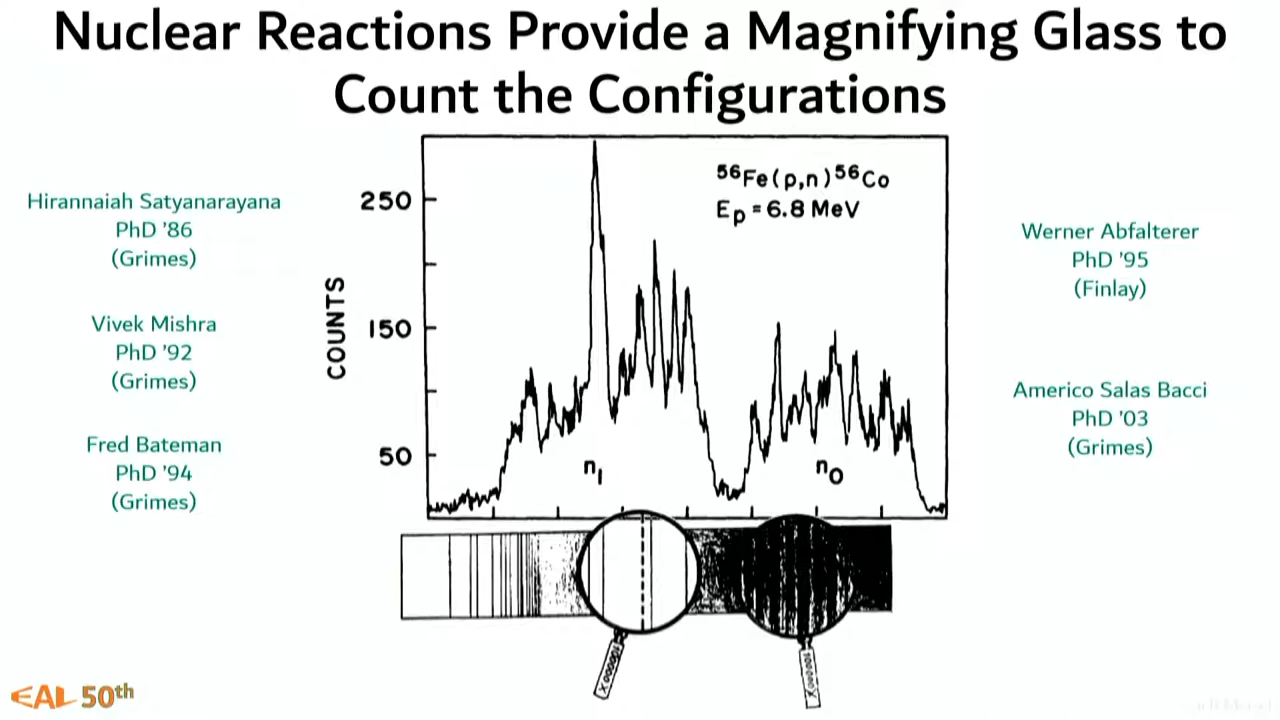 Nuclear Reactions Provide a Magnifying Glass to
Count the Configurations
Hirannaiah Satyanarayana
PhD '86
(Grimes)
Vivek Mishra
PhD '92
(Grimes)
Fred Bateman
PhD '94
(Grimes)
COUNTS
250
150
50
⁵⁶Fe(p,n)⁵⁶Co
Eₚ = 6.8 MeV
n₁
n₀
100000X
100000X
Werner Abfalterer
PhD '95
(Finlay)
Americo Salas Bacci
PhD '03
(Grimes)
EAL 50th